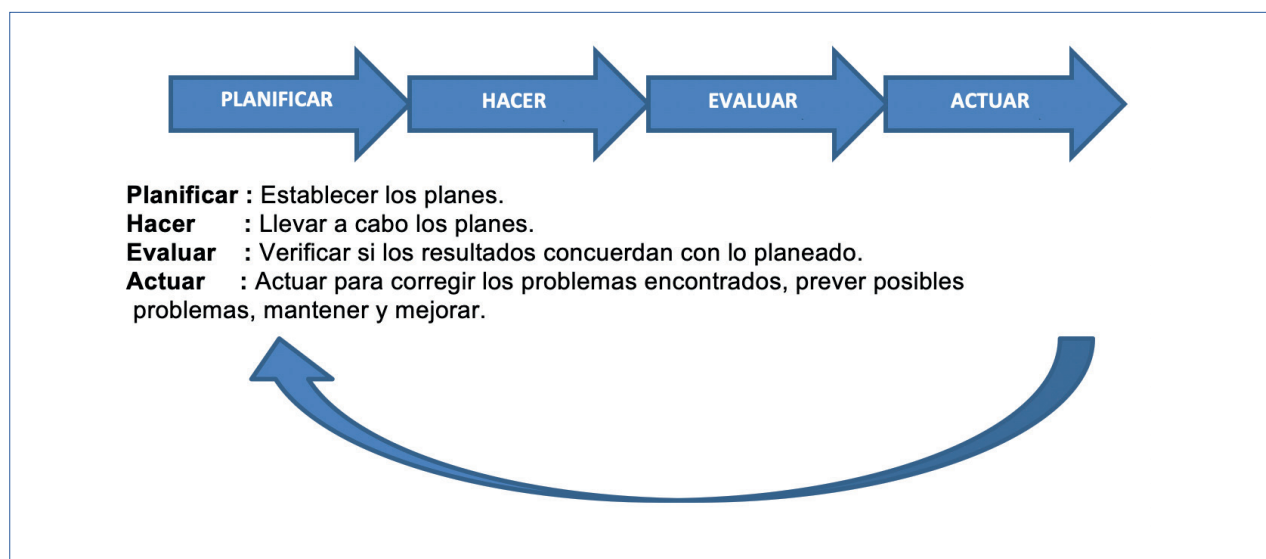 PLANIFICAR HACER EVALUAR ACTUAR
Planificar : Establecer los planes.
Hacer : Llevar a cabo los planes.
Evaluar : Verificar si los resultados concuerdan con lo planeado.
Actuar : Actuar para corregir los problemas encontrados, prever posibles
problemas, mantener y mejorar.